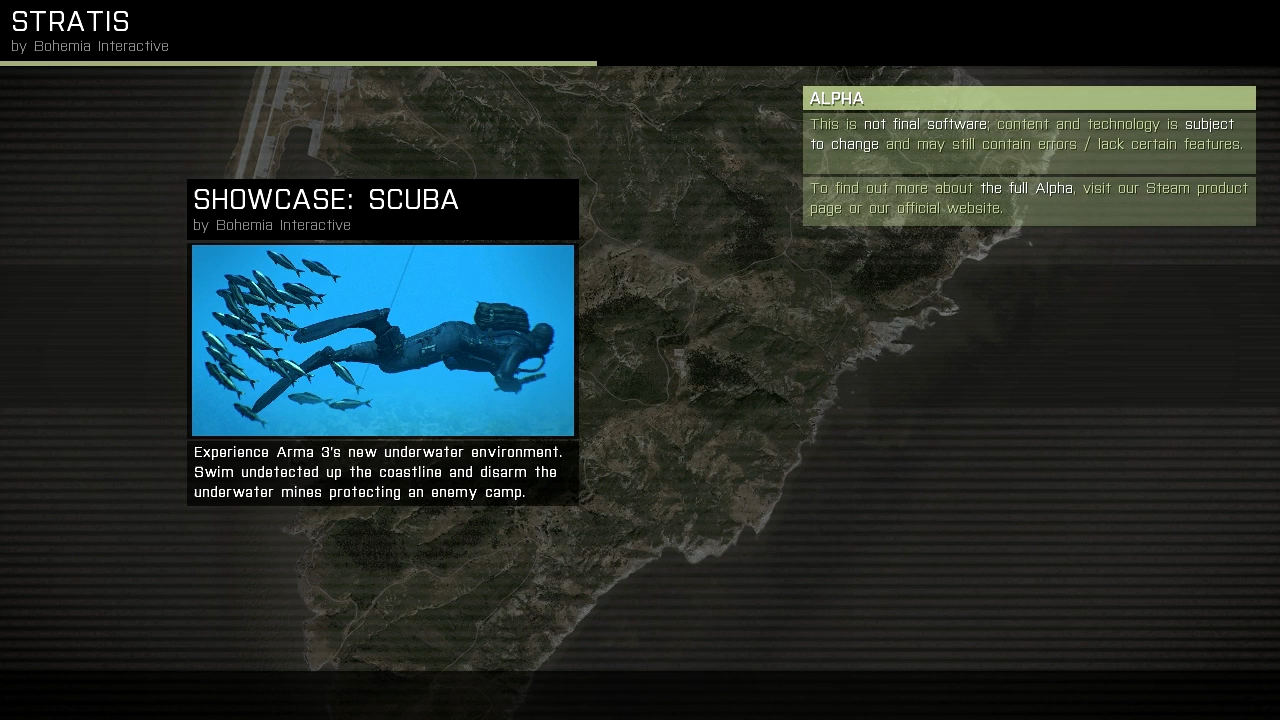 STRATIS
by Bohemia Interactive
ALPHA
This is not final software; content and technology is subject
to change and may still contain errors / lack certain features.
To find out more about the full Alpha, visit our Steam product
page or our official website.
SHOWCASE: SCUBA
by Bohemia Interactive
Experience Arma 3's new underwater environment.
Swim undetected up the coastline and disarm the
underwater mines protecting an enemy camp.